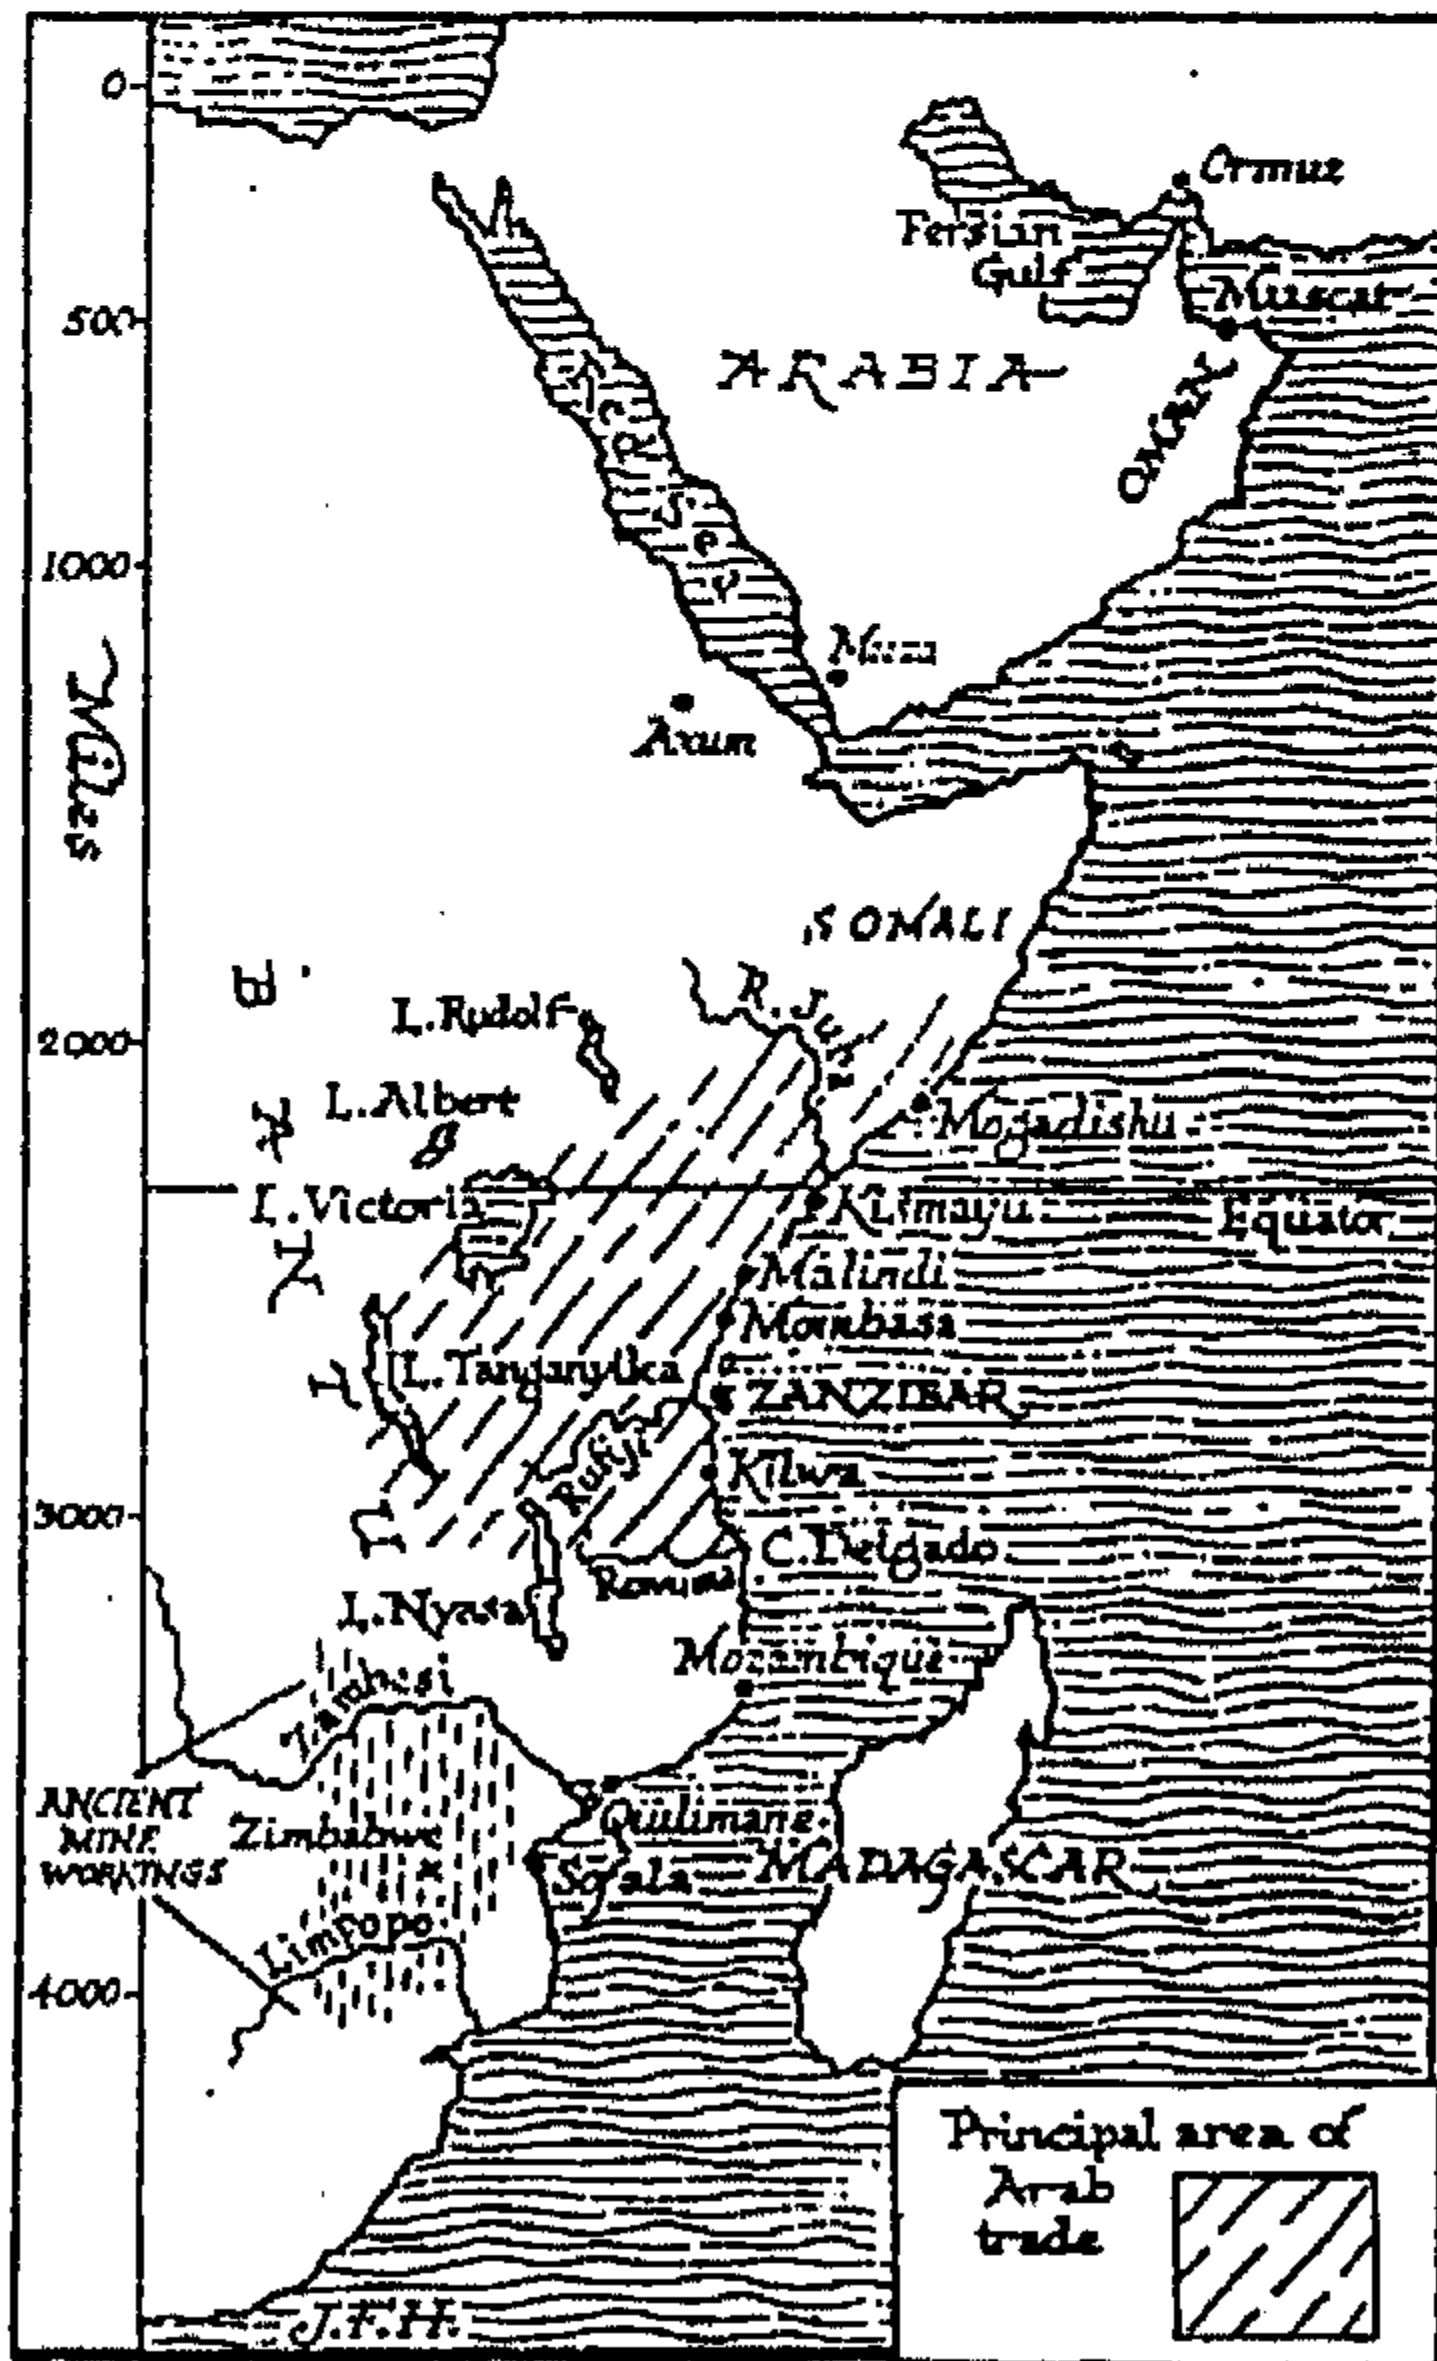 0
Ormuz
Persian
Gulf
500
Muscat
ARABIA
OMAN
Red Sea
1000
Miles
Muza
Axum
SOMALI
R. Juba
L. Rudolf
2000
L. Albert
Mogadishu
L. Victoria
Kisimayu
Equator
Malindi
Mombasa
L. Tanganyika
ZANZIBAR
Rufiji
Kilwa
3000
C. Delgado
Rovuma
L. Nyasa
Mozambique
Zambesi
ANCIENT
MINE
WORKINGS
Zimbabwe
Quilimane
Sofala
MADAGASCAR
Limpopo
4000
Principal area of
Arab
trade
J.F.H.